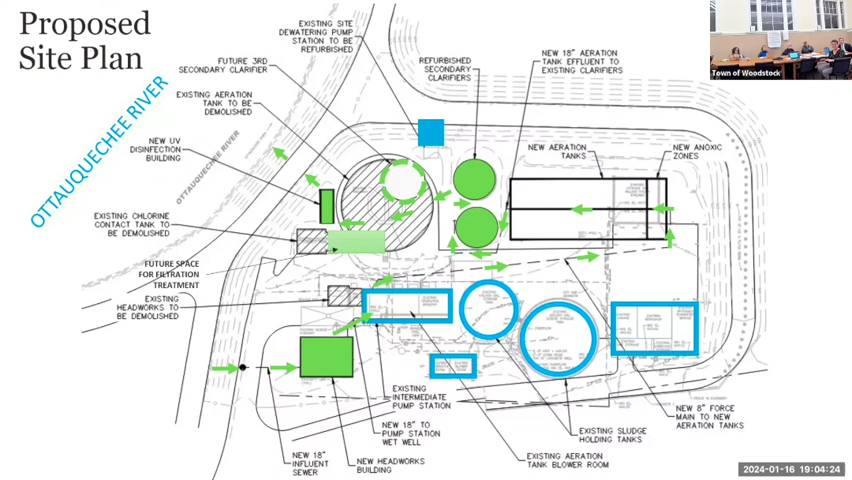 Proposed
Site Plan
OTTAUQUECHEE RIVER
OTTAUQUECHEE RIVER
EXISTING SITE
DEWATERING PUMP
STATION TO BE
REFURBISHED
FUTURE 3RD
SECONDARY CLARIFIER
EXISTING AERATION
TANK TO BE
DEMOLISHED
NEW UV
DISINFECTION
BUILDING
EXISTING CHLORINE
CONTACT TANK TO
BE DEMOLISHED
FUTURE SPACE
FOR FILTRATION
TREATMENT
EXISTING
HEADWORKS TO
BE DEMOLISHED
REFURBISHED
SECONDARY
CLARIFIERS
NEW 18" AERATION
TANK EFFLUENT TO
EXISTING CLARIFIERS
NEW AERATION
TANKS
NEW ANOXIC
ZONES
Town of Woodstock
EXISTING
INTERMEDIATE
PUMP STATION
NEW 18" TO
PUMP STATION
WET WELL
NEW 18"
INFLUENT
SEWER
NEW HEADWORKS
BUILDING
EXISTING SLUDGE
HOLDING TANKS
EXISTING AERATION
TANK BLOWER ROOM
NEW 8" FORCE
MAIN TO NEW
AERATION TANKS
2024-01-16 19:04:24